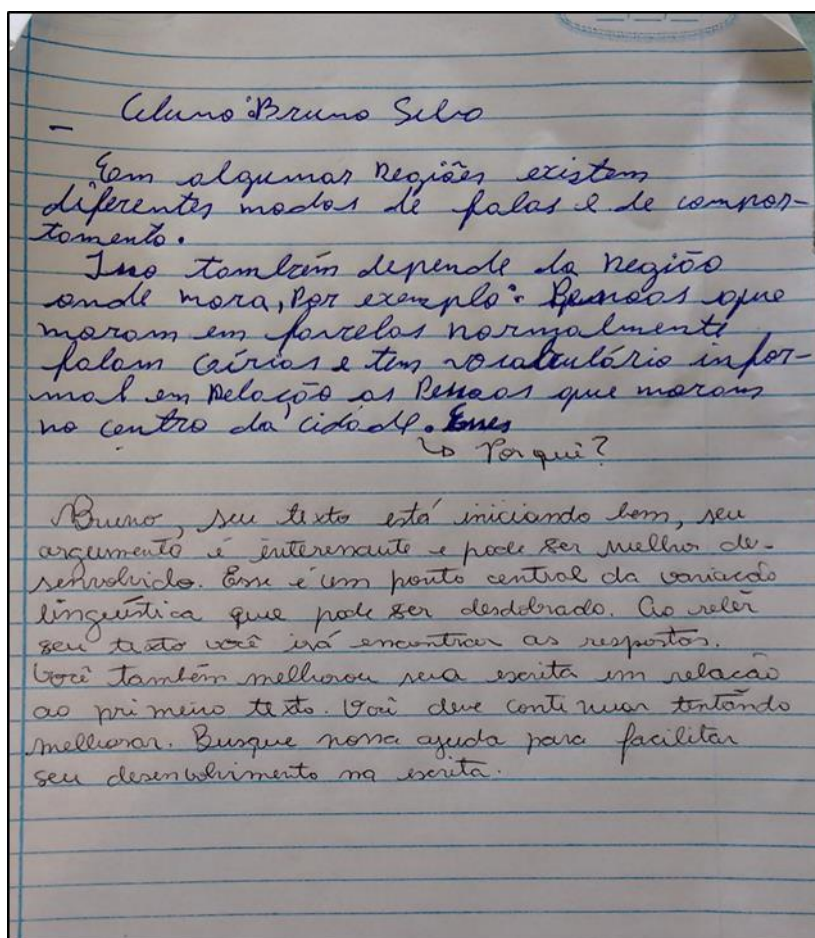 Aluno: Bruno Silva
Em algumas Regiões existem
diferentes modos de falas e de compor-
tamento.
Isso também depende da Região
onde mora, Por exemplo: Pessoas que
moram em favelas normalmente
falam Gírias e tem vocabulário infor-
mal em Relação as Pessoas que moram
no centro da cidade. Esses
↳ Por quê?
Bruno, seu texto está iniciando bem, seu
argumento é interessante e pode ser melhor de-
senvolvido. Esse é um ponto central da variação
linguística que pode ser desdobrado. Ao reler
seu texto você irá encontrar as respostas.
Você também melhorou sua escrita em relação
ao primeiro texto. Você deve continuar tentando
melhorar. Busque nossa ajuda para facilitar
seu desenvolvimento na escrita.